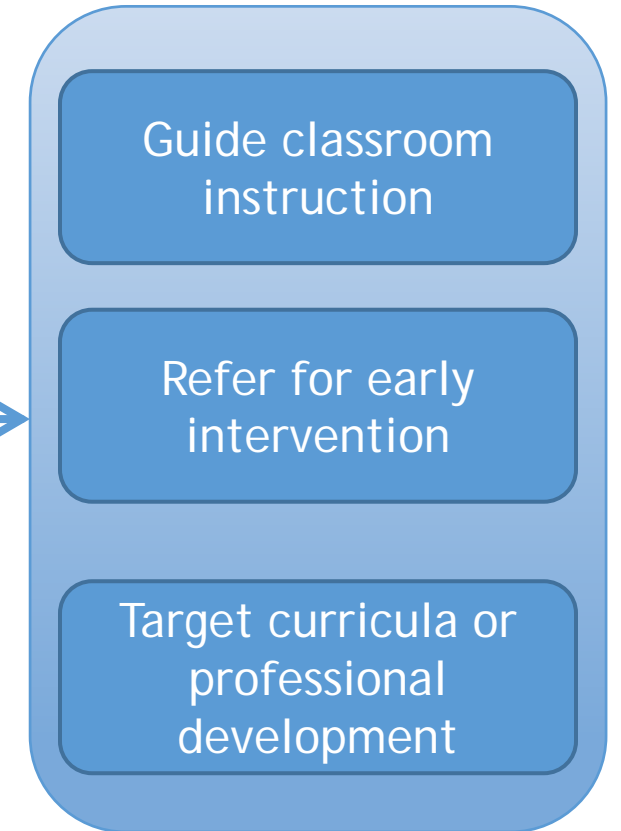 Guide classroom
instruction
Refer for early
intervention
Target curricula or
professional
development